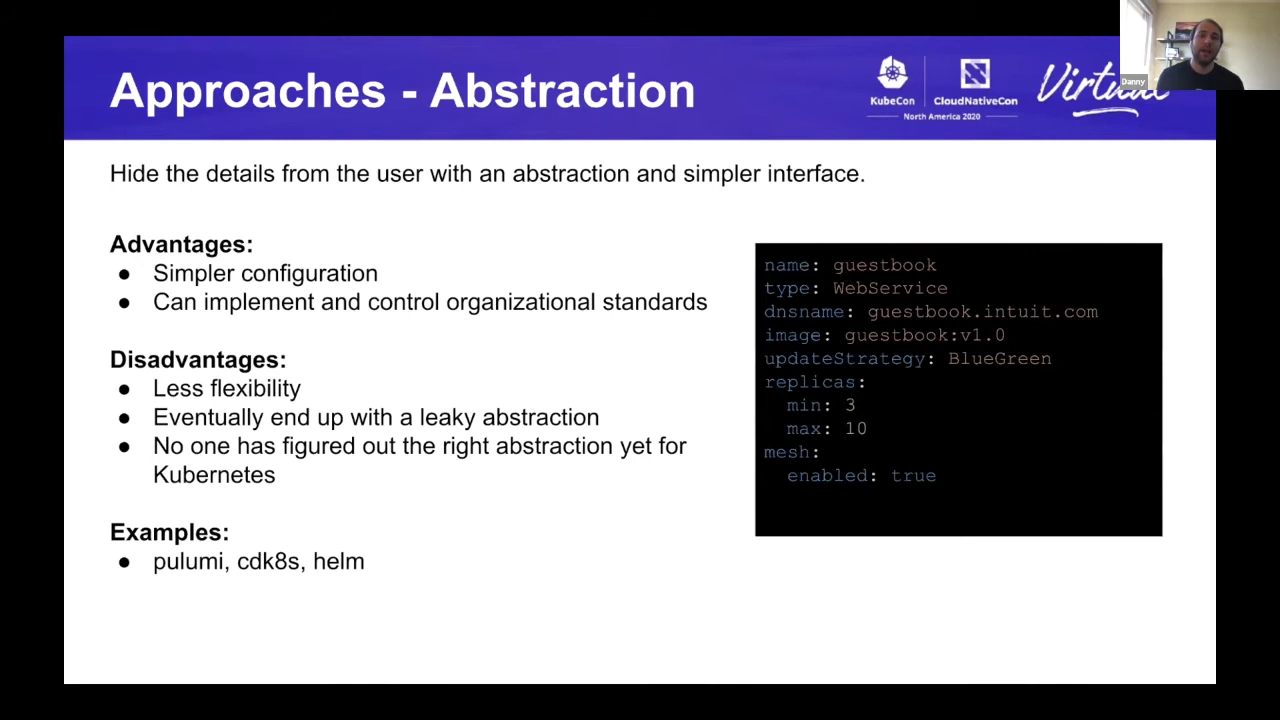 Approaches - Abstraction
KubeCon
CloudNativeCon
North America 2020
Virtual
Danny
Hide the details from the user with an abstraction and simpler interface.
Advantages:
● Simpler configuration
● Can implement and control organizational standards
Disadvantages:
● Less flexibility
● Eventually end up with a leaky abstraction
● No one has figured out the right abstraction yet for
Kubernetes
Examples:
● pulumi, cdk8s, helm
name: guestbook
type: WebService
dnsname: guestbook.intuit.com
image: guestbook:v1.0
updateStrategy: BlueGreen
replicas:
  min: 3
  max: 10
mesh:
  enabled: true